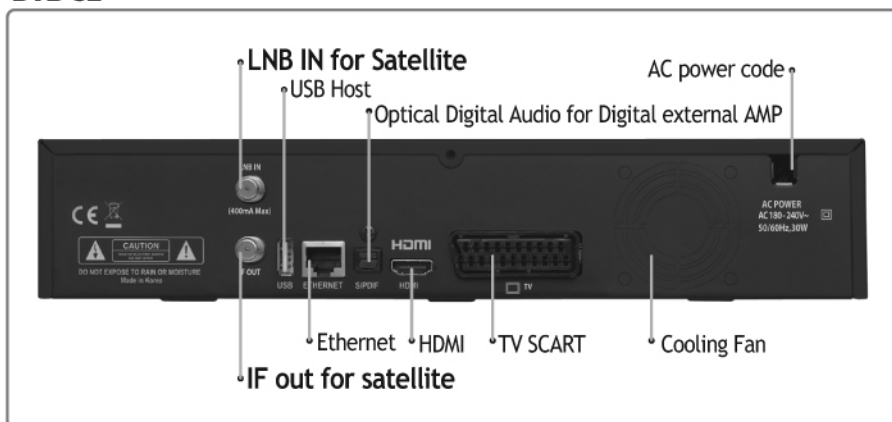 LNB IN for Satellite
USB Host
AC power code
Optical Digital Audio for Digital external AMP
LNB IN
(400mA Max)
CE
CAUTION
DO NOT EXPOSE TO RAIN OR MOISTURE
Made in Korea
IF OUT
USB
ETHERNET
S/PDIF
HDMI
HDMI
TV
AC POWER
AC 180- 240V~
50/60Hz,30W
Ethernet
HDMI
TV SCART
Cooling Fan
IF out for satellite